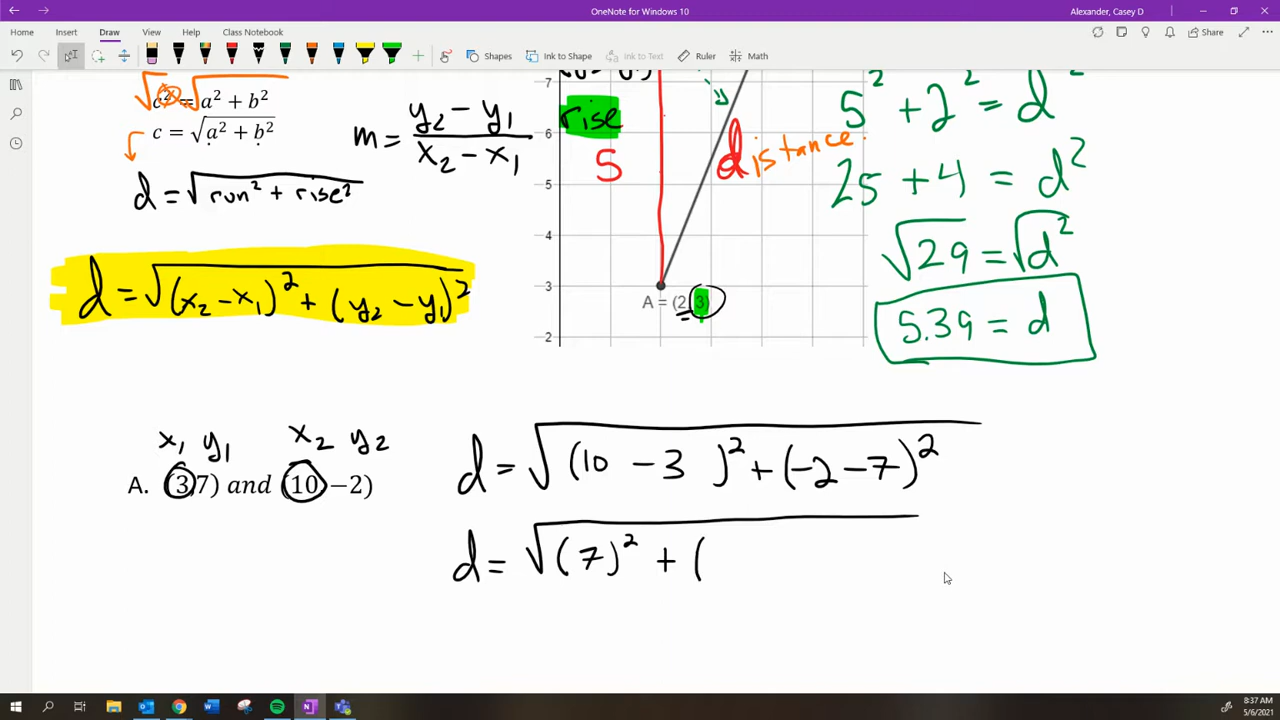 OneNote for Windows 10
Alexander, Casey D
Home Insert Draw View Help Class Notebook
Share
Shapes Ink to Shape Ink to Text Ruler Math
√c² = √a² + b²
c = √a² + b²
d = √run² + rise²
m = y₂ − y₁ / x₂ − x₁
d = √(x₂ − x₁)² + (y₂ − y₁)²
7
6
5
4
3
2
rise
5
distance
A = (2, 3)
5² + 2² = d²
25 + 4 = d²
√29 = √d²
5.39 = d
x₁ y₁ x₂ y₂
A. (3,7) and (10,−2)
d = √(10 − 3 )² + (−2 − 7)²
d = √(7)² + (
8:37 AM
5/6/2021